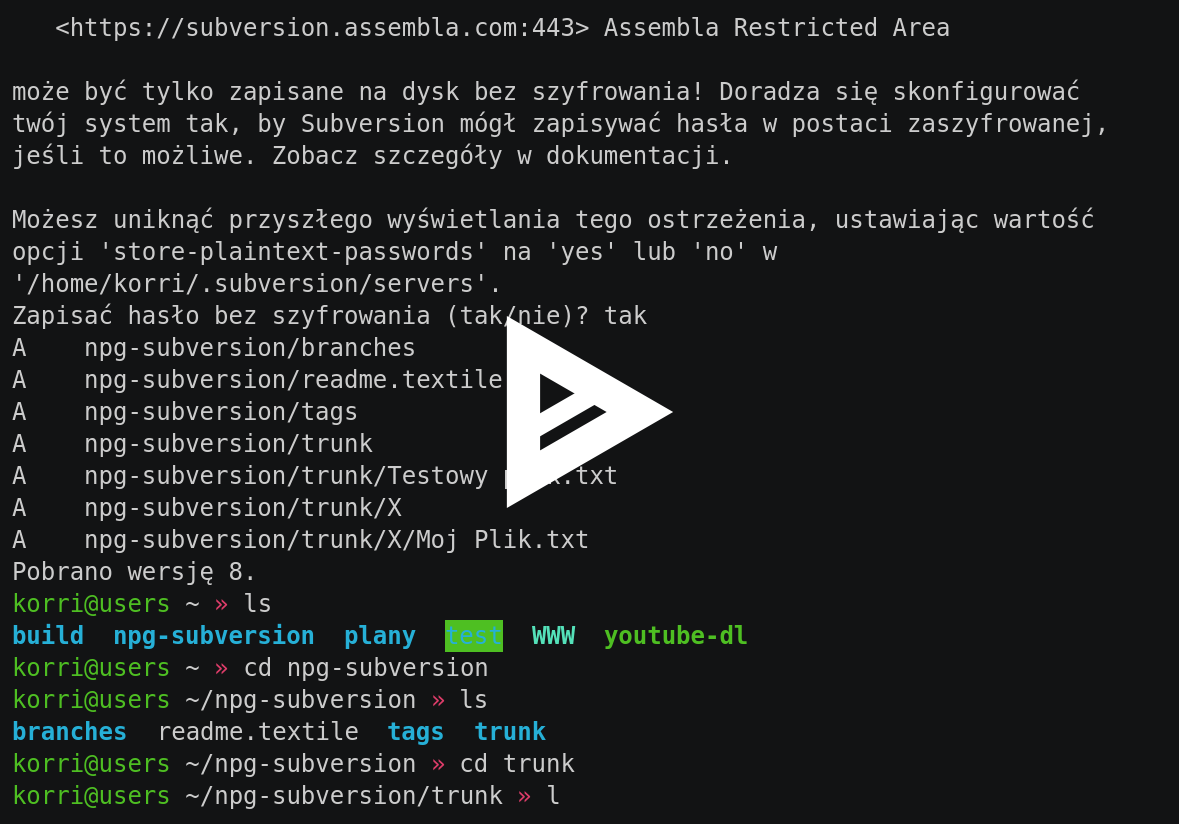 <https://subversion.assembla.com:443> Assembla Restricted Area
może być tylko zapisane na dysk bez szyfrowania! Doradza się skonfigurować
twój system tak, by Subversion mógł zapisywać hasła w postaci zaszyfrowanej,
jeśli to możliwe. Zobacz szczegóły w dokumentacji.
Możesz uniknąć przyszłego wyświetlania tego ostrzeżenia, ustawiając wartość
opcji 'store-plaintext-passwords' na 'yes' lub 'no' w
'/home/korri/.subversion/servers'.
Zapisać hasło bez szyfrowania (tak/nie)? tak
A    npg-subversion/branches
A    npg-subversion/readme.textile
A    npg-subversion/tags
A    npg-subversion/trunk
A    npg-subversion/trunk/Testowy .txt
A    npg-subversion/trunk/X
A    npg-subversion/trunk/X/Moj Plik.txt
Pobrano wersję 8.
korri@users ~ » ls
build  npg-subversion  plany  test  WWW  youtube-dl
korri@users ~ » cd npg-subversion
korri@users ~/npg-subversion » ls
branches  readme.textile  tags  trunk
korri@users ~/npg-subversion » cd trunk
korri@users ~/npg-subversion/trunk » l